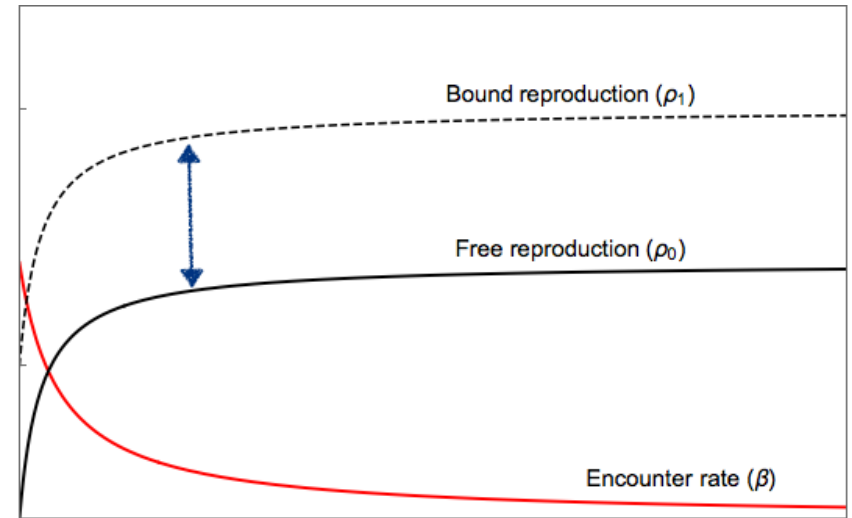 Bound reproduction (ρ₁)
Free reproduction (ρ₀)
Encounter rate (β)